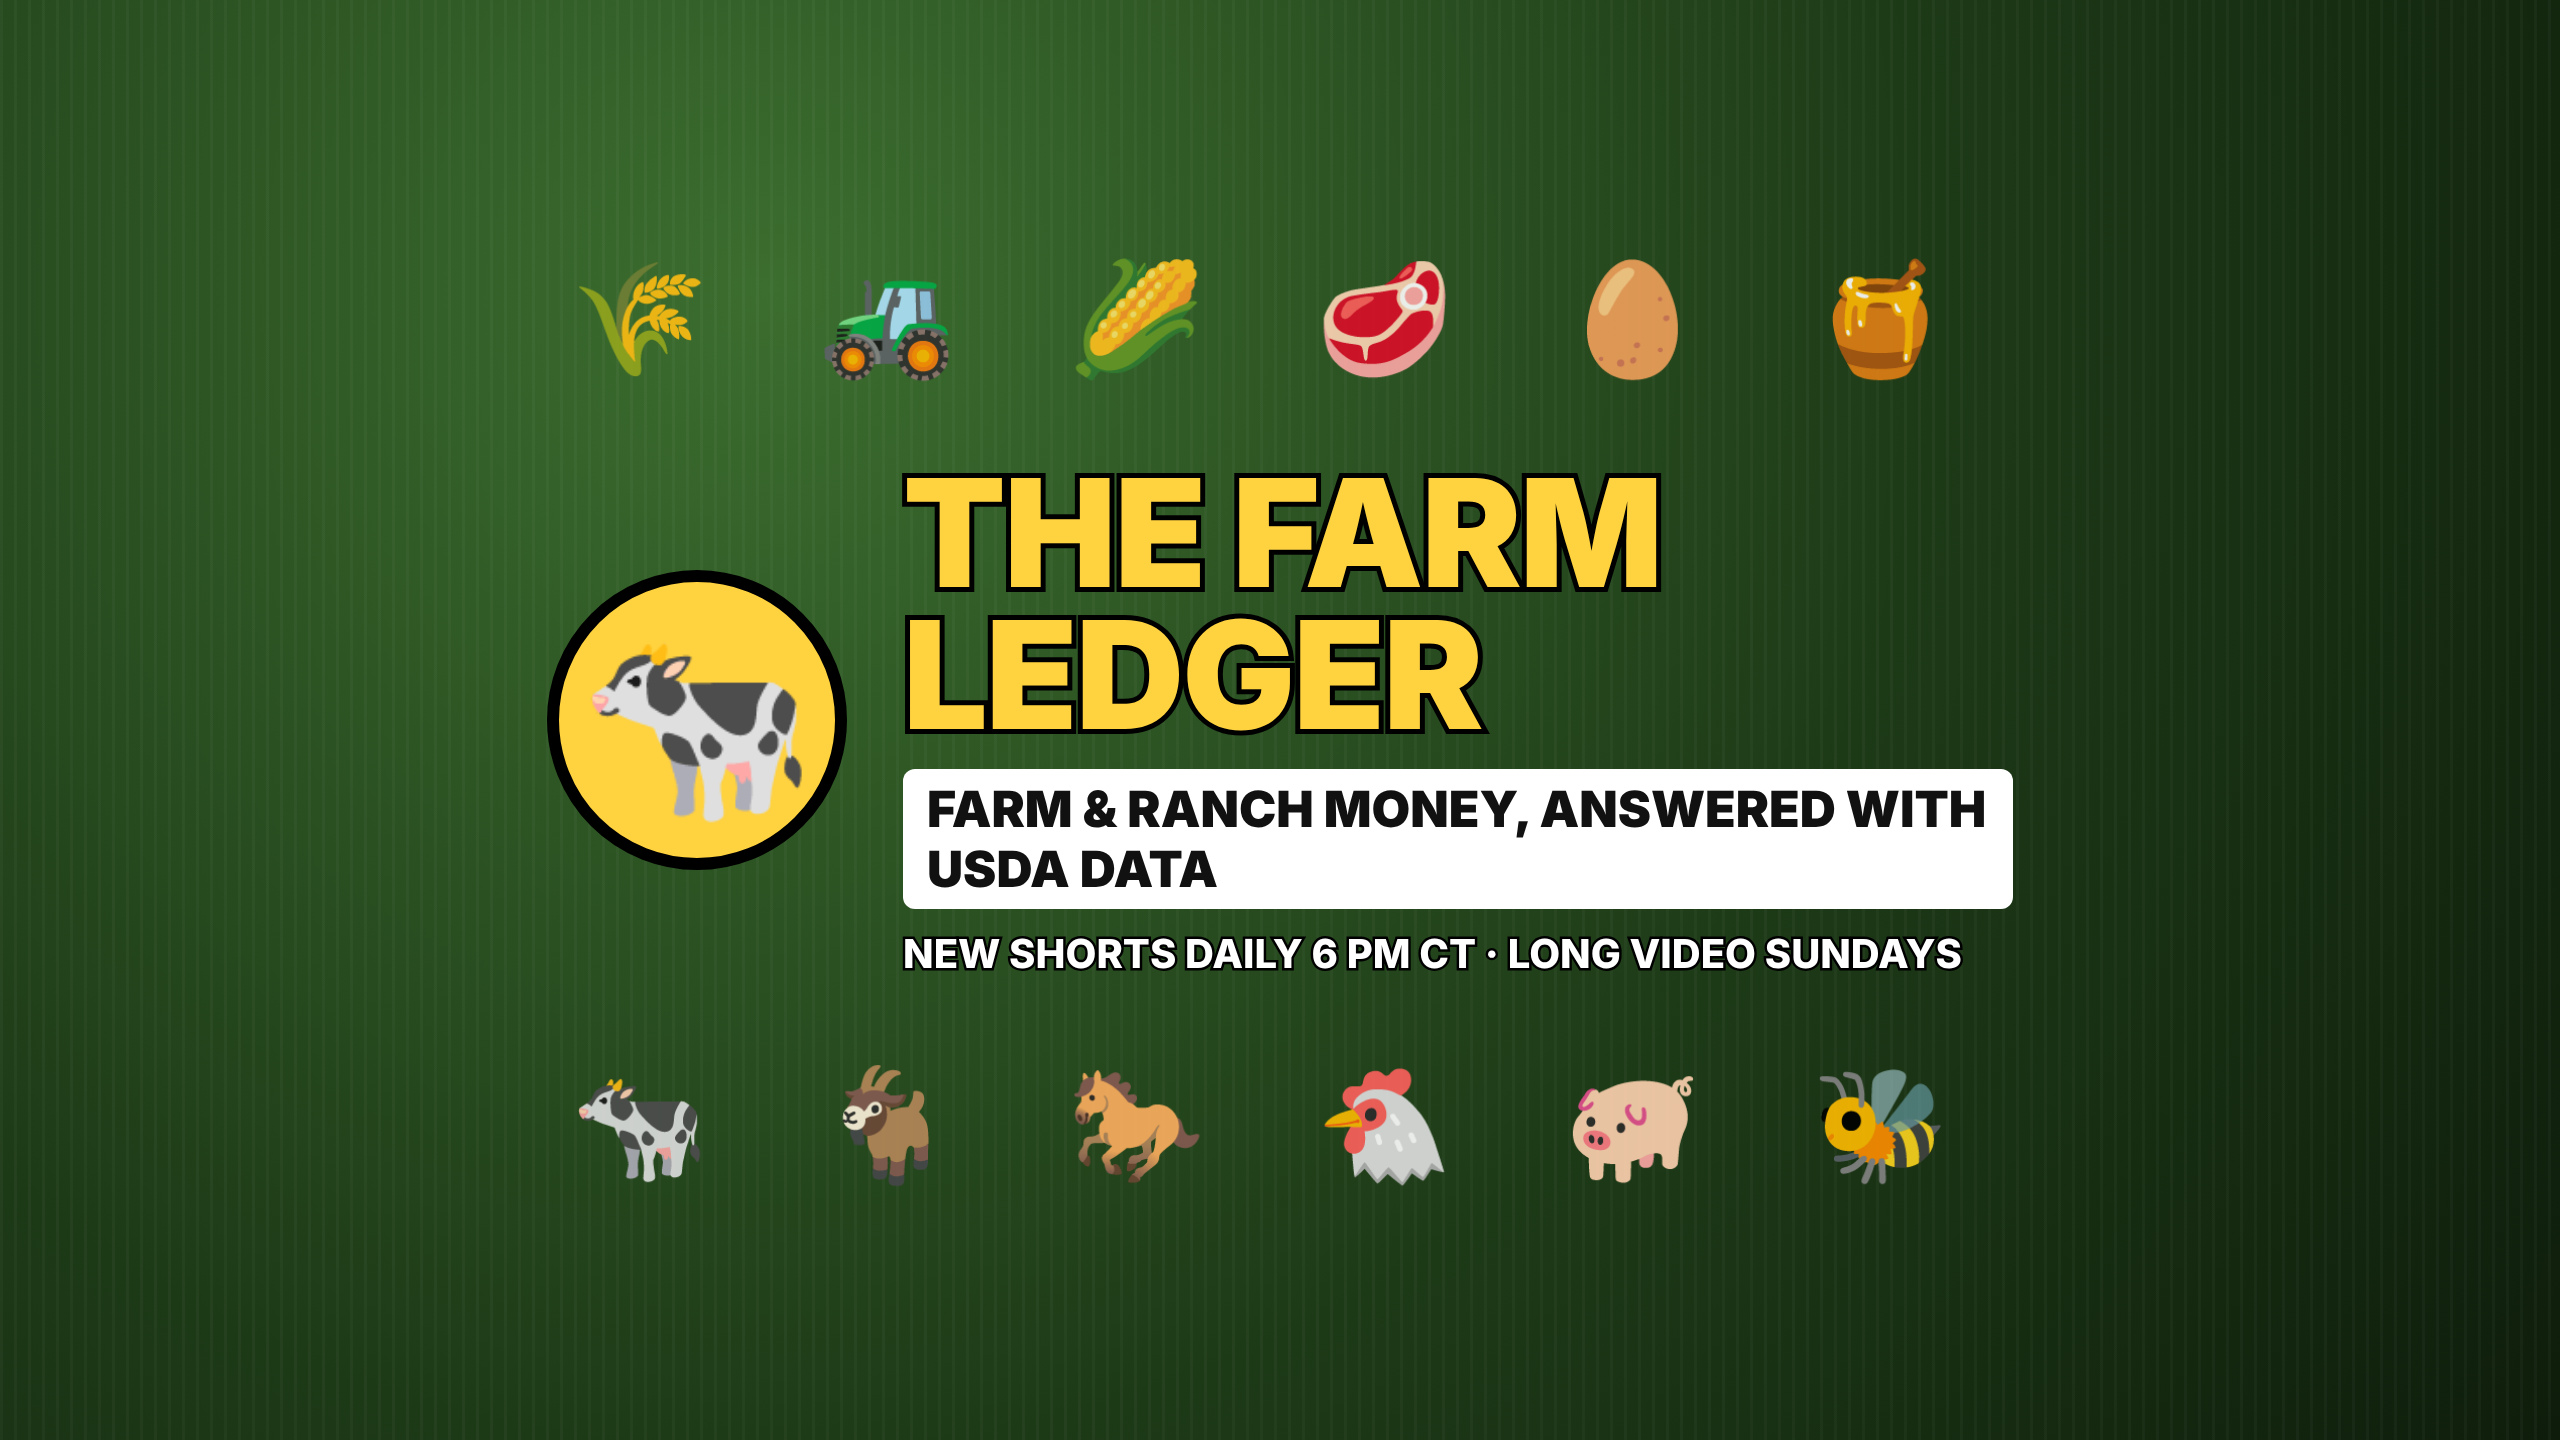 THE FARM
LEDGER
FARM & RANCH MONEY, ANSWERED WITH
USDA DATA
NEW SHORTS DAILY 6 PM CT · LONG VIDEO SUNDAYS